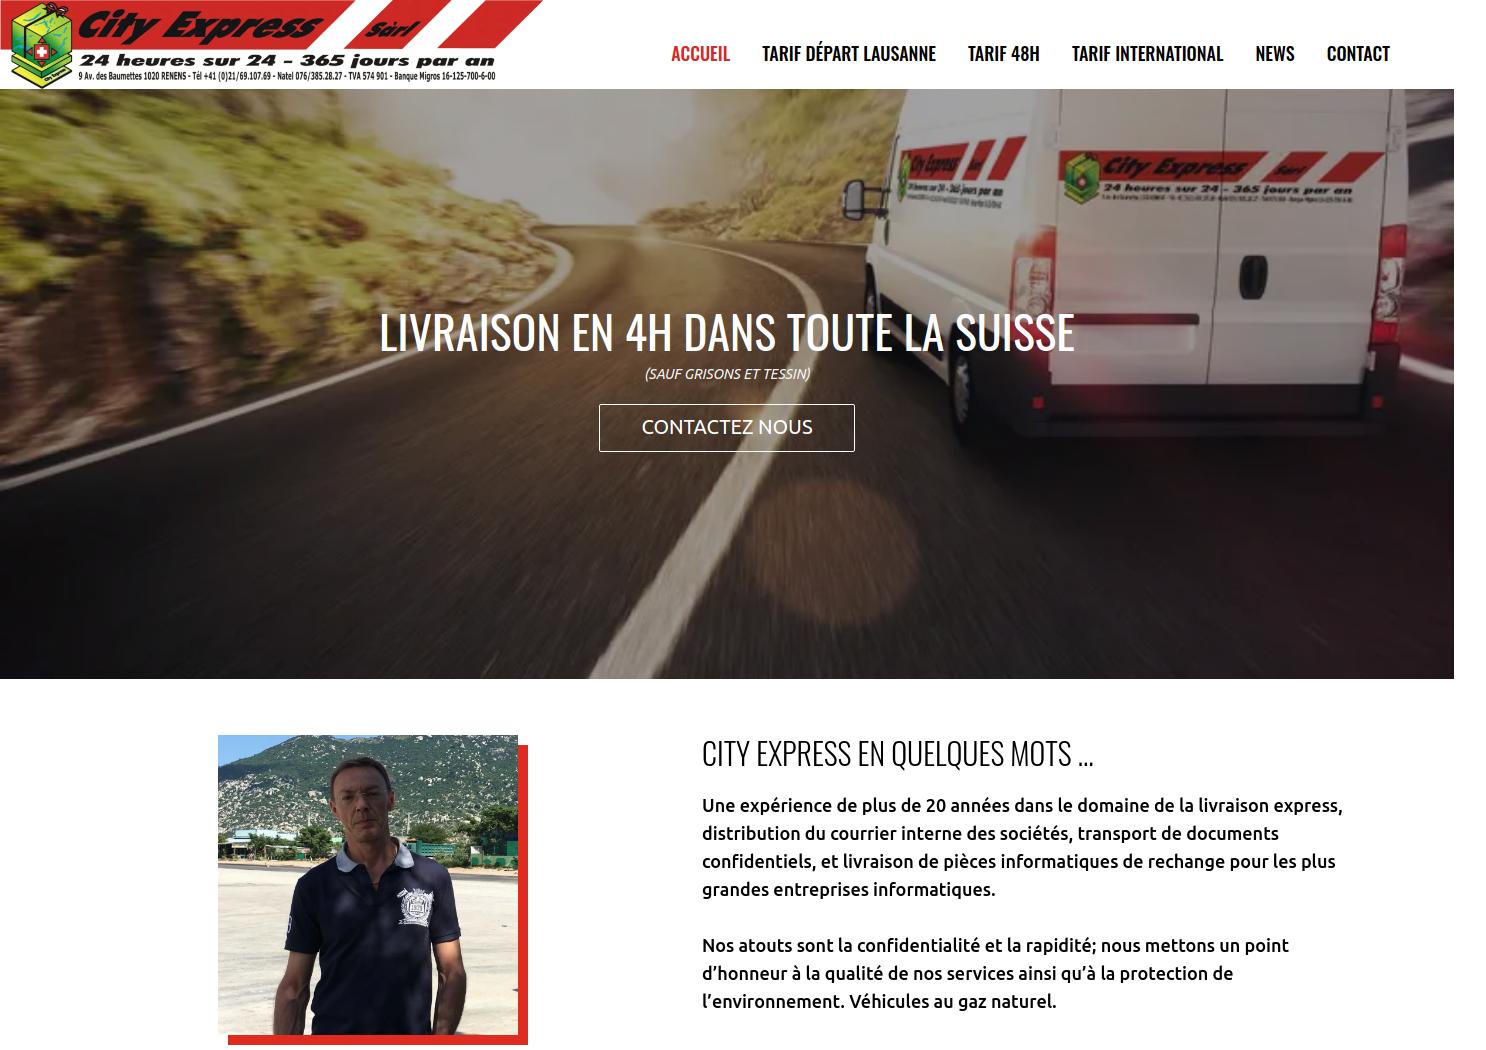 City Express Sàrl
24 heures sur 24 - 365 jours par an
9 Av. des Baumettes 1020 RENENS - Tél +41 (0)21/69.107.69 - Natel 076/385.28.27 - TVA 574 901 - Banque Migros 16-125-700-6-00
ACCUEIL TARIF DÉPART LAUSANNE TARIF 48H TARIF INTERNATIONAL NEWS CONTACT
City Express Sàrl
24 heures sur 24 - 365 jours par an
City Express Sàrl
24 heures sur 24 - 365 jours par an
LIVRAISON EN 4H DANS TOUTE LA SUISSE
(SAUF GRISONS ET TESSIN)
CONTACTEZ NOUS
CITY EXPRESS EN QUELQUES MOTS ...
Une expérience de plus de 20 années dans le domaine de la livraison express,
distribution du courrier interne des sociétés, transport de documents
confidentiels, et livraison de pièces informatiques de rechange pour les plus
grandes entreprises informatiques.
Nos atouts sont la confidentialité et la rapidité; nous mettons un point
d’honneur à la qualité de nos services ainsi qu’à la protection de
l’environnement. Véhicules au gaz naturel.